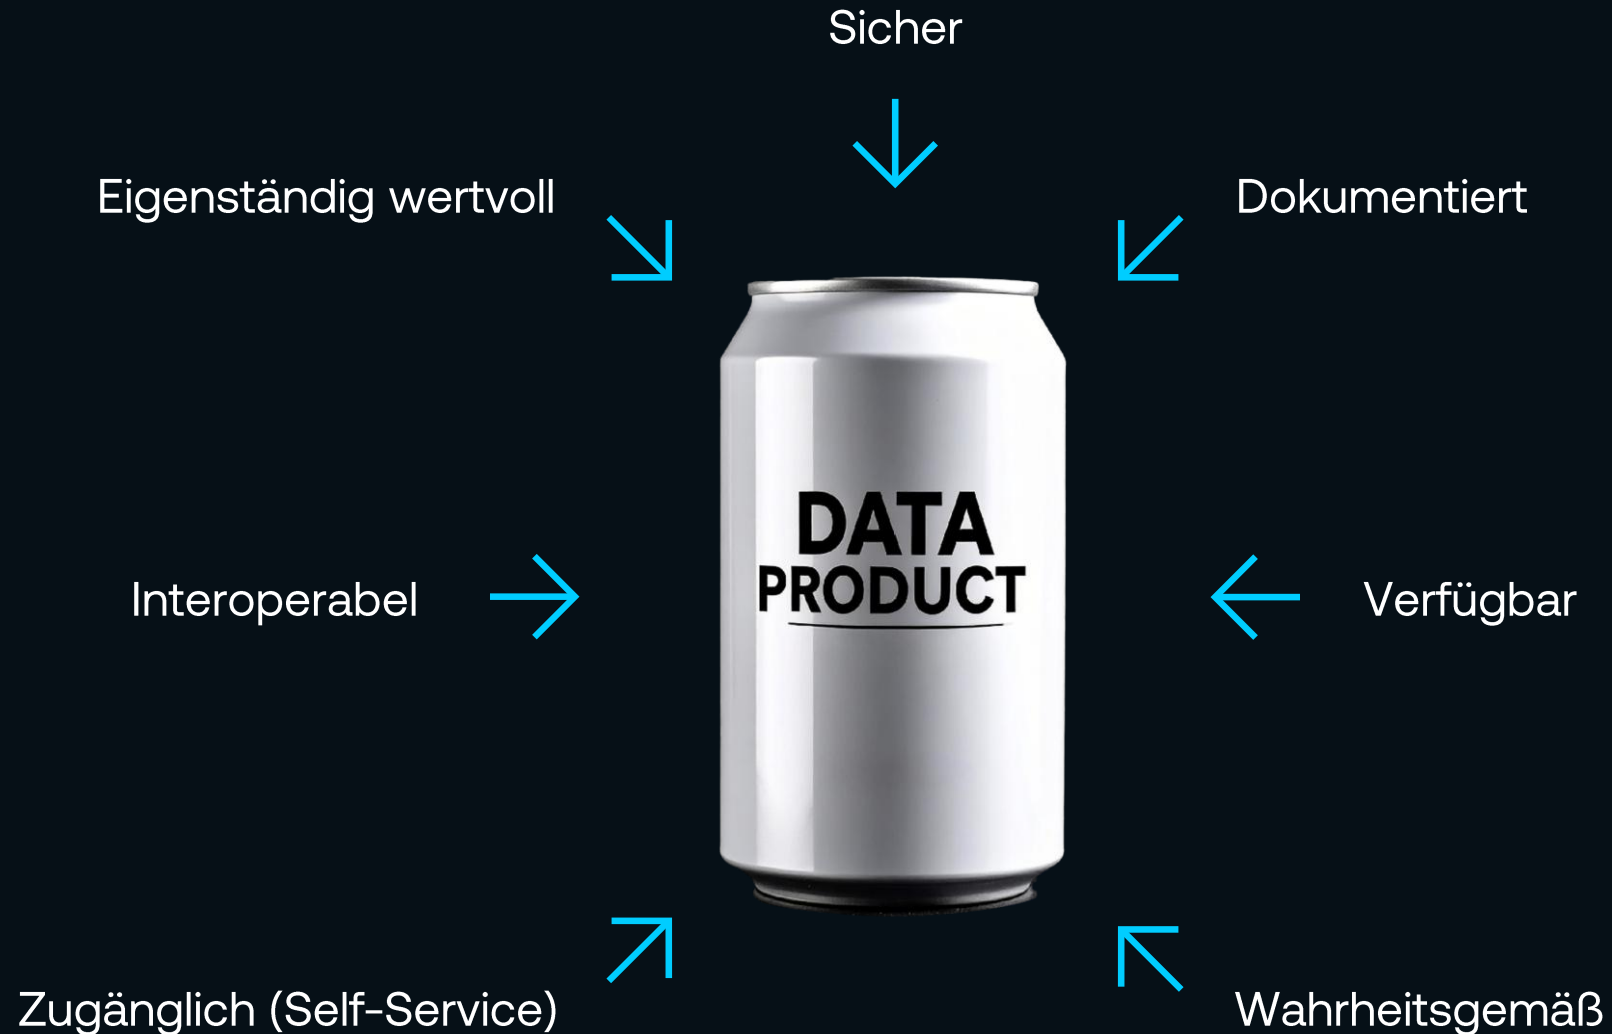 Sicher
Eigenständig wertvoll
Dokumentiert
DATA
PRODUCT
Interoperabel
Verfügbar
Zugänglich (Self-Service)
Wahrheitsgemäß